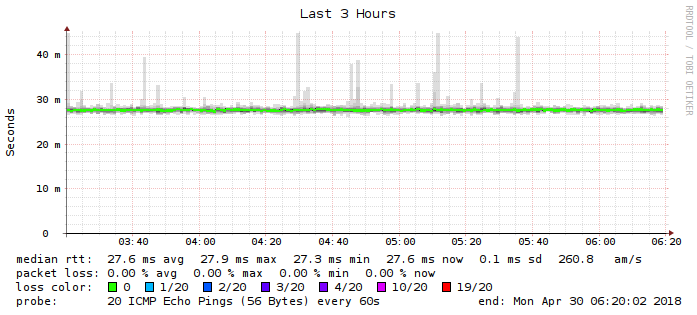 Last 3 Hours
RRDTOOL / TOBI OETIKER
Seconds
40 m
30 m
20 m
10 m
0
03:40 04:00 04:20 04:40 05:00 05:20 05:40 06:00 06:20
median rtt: 27.6 ms avg 27.9 ms max 27.3 ms min 27.6 ms now 0.1 ms sd 260.8 am/s
packet loss: 0.00 % avg 0.00 % max 0.00 % min 0.00 % now
loss color: 0 1/20 2/20 3/20 4/20 10/20 19/20
probe: 20 ICMP Echo Pings (56 Bytes) every 60s end: Mon Apr 30 06:20:02 2018